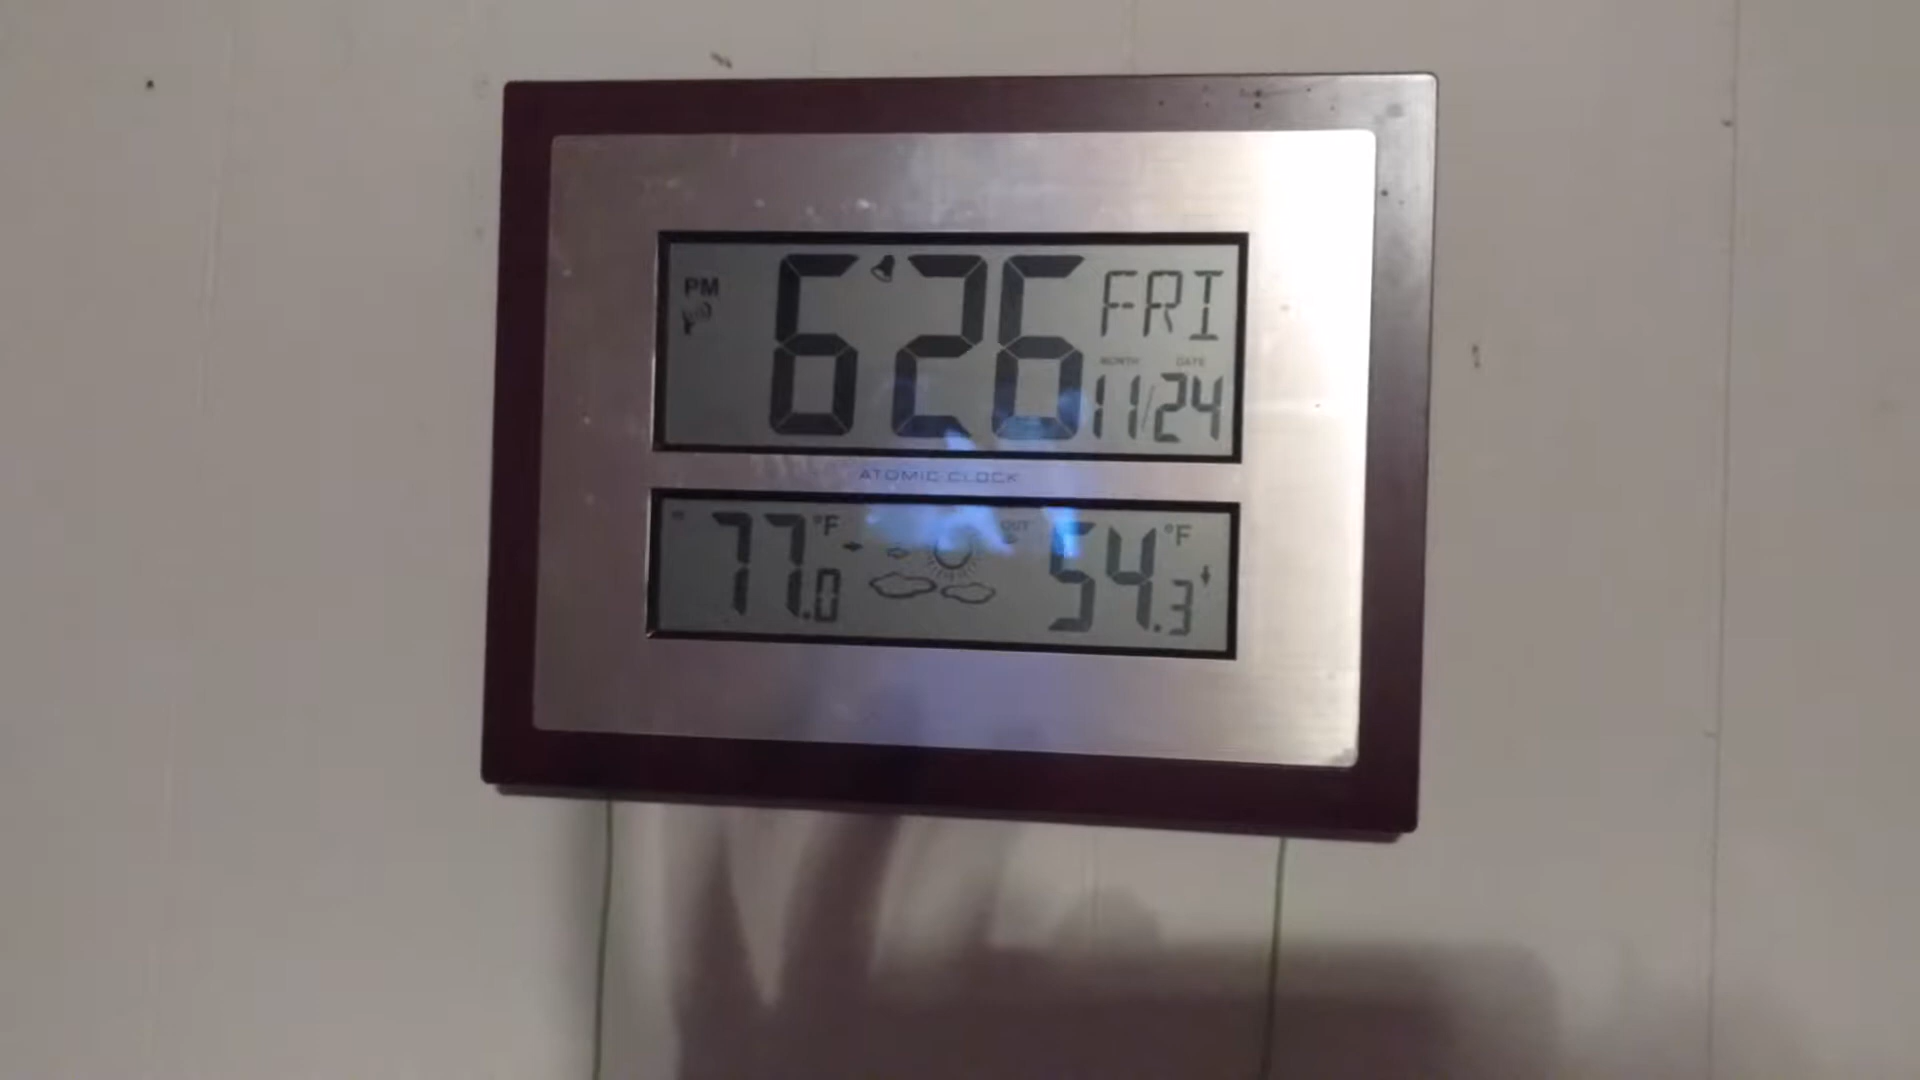 PM 6 26 FRI
MONTH DATE
11/24
ATOMIC CLOCK
77.0 °F OUT 54.3 °F